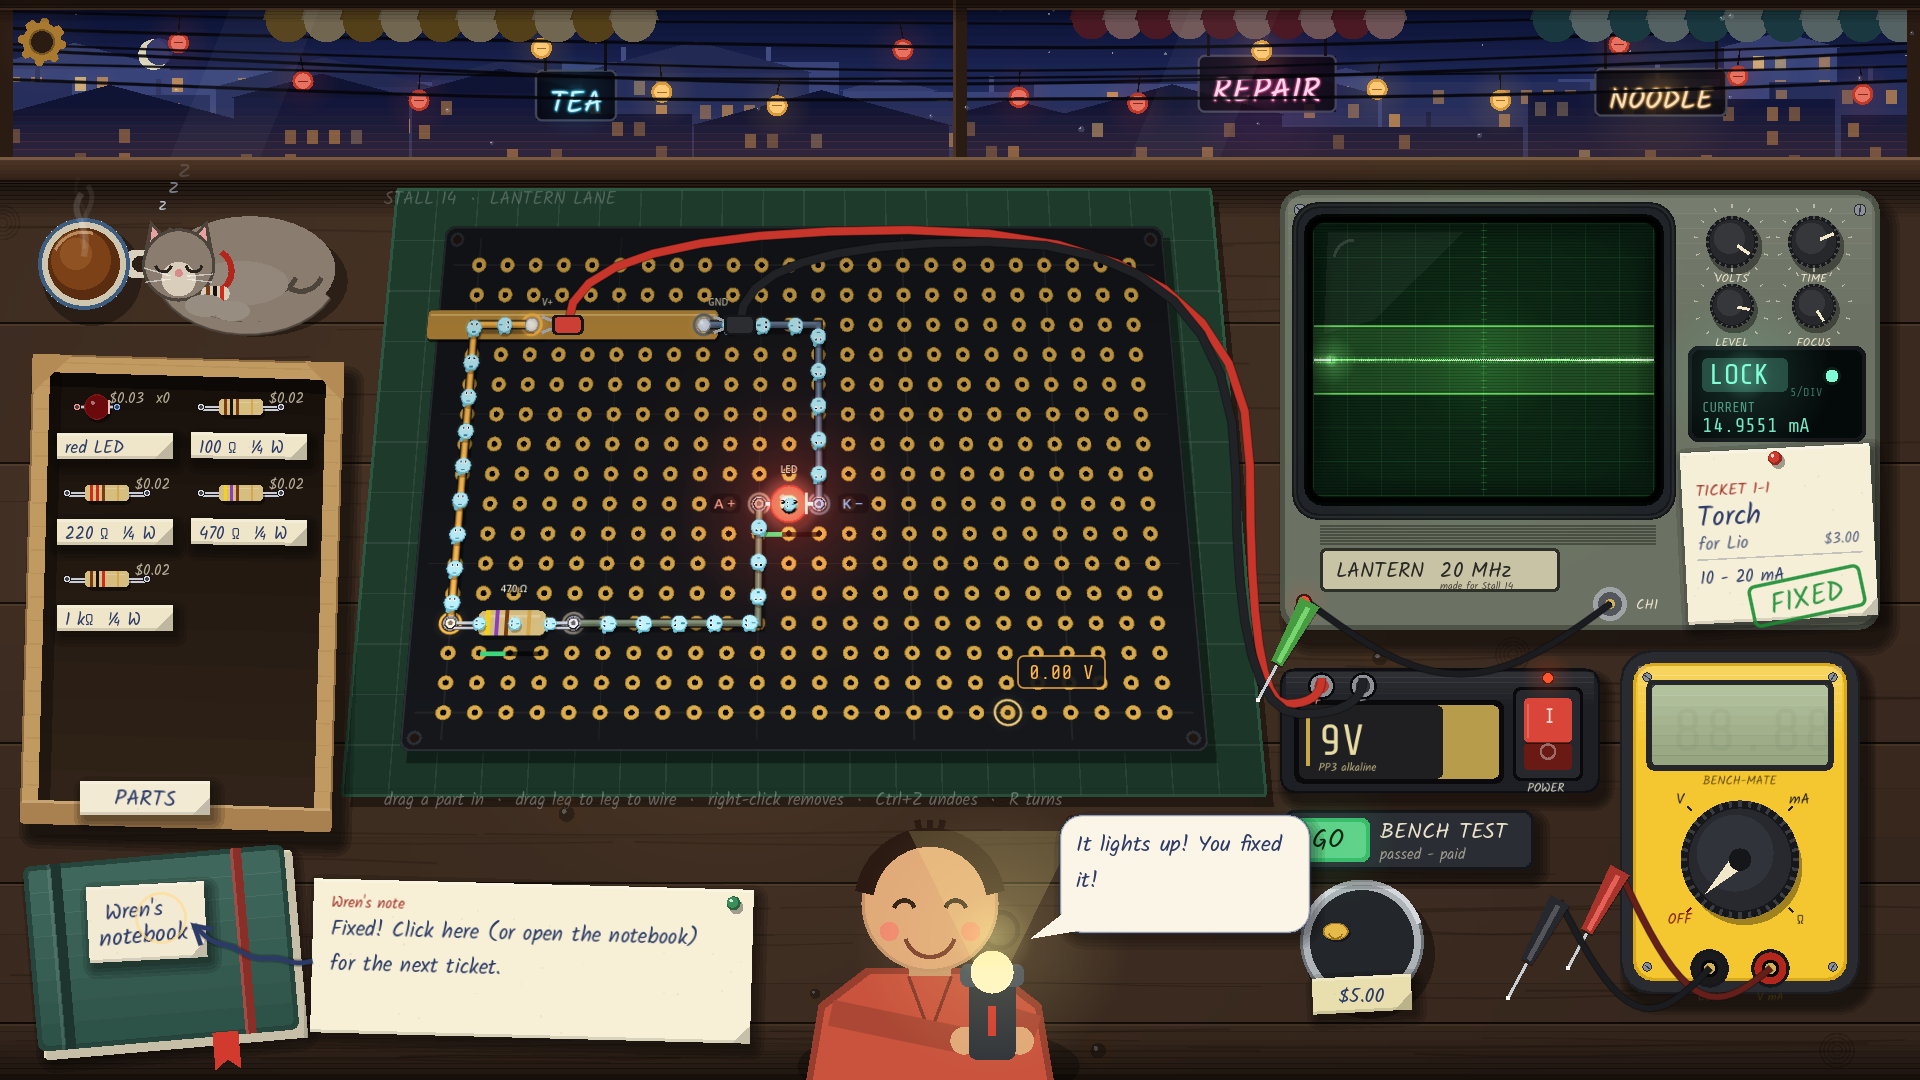 TEA
REPAIR
NOODLE
z
z
z
STALL 14 · LANTERN LANE
V+
GND
LED
A +
K −
470Ω
0.00 V
$0.03 x0
$0.02
red LED
100 Ω ¼ W
$0.02
$0.02
220 Ω ¼ W
470 Ω ¼ W
$0.02
1 kΩ ¼ W
PARTS
drag a part in · drag leg to leg to wire · right-click removes · Ctrl+Z undoes · R turns
VOLTS
TIME
LEVEL
FOCUS
LOCK
S/DIV
CURRENT
14.9551 mA
TICKET 1-1
Torch
for Lio
$3.00
10 - 20 mA
FIXED
LANTERN 20 MHz
made for Stall 14
CH1
9V
PP3 alkaline
I
POWER
BENCH-MATE
V
mA
OFF
Ω
GO
BENCH TEST
passed - paid
It lights up! You fixed
it!
$5.00
Wren's
notebook
Wren's note
Fixed! Click here (or open the notebook)
for the next ticket.